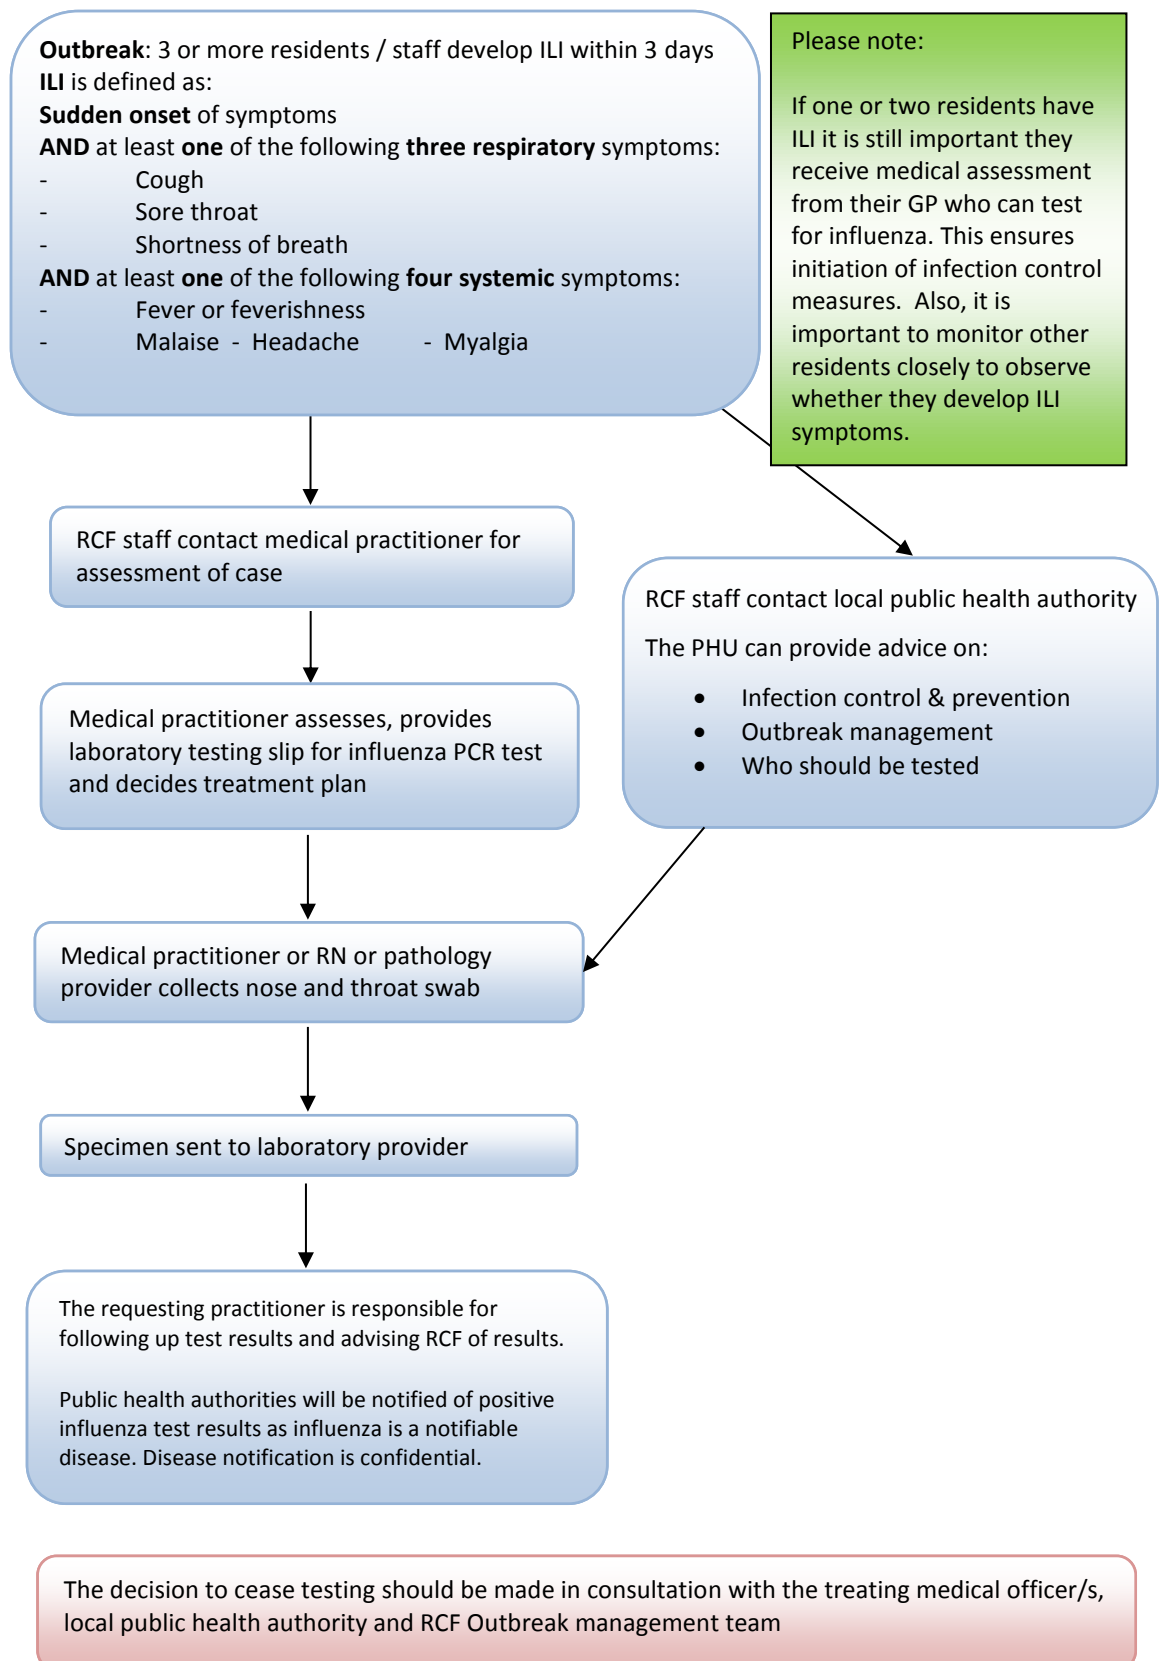 Outbreak: 3 or more residents / staff develop ILI within 3 days
ILI is defined as:
Sudden onset of symptoms
AND at least one of the following three respiratory symptoms:
- Cough
- Sore throat
- Shortness of breath
AND at least one of the following four systemic symptoms:
- Fever or feverishness
- Malaise - Headache - Myalgia
Please note:
If one or two residents have
ILI it is still important they
receive medical assessment
from their GP who can test
for influenza. This ensures
initiation of infection control
measures. Also, it is
important to monitor other
residents closely to observe
whether they develop ILI
symptoms.
RCF staff contact medical practitioner for
assessment of case
RCF staff contact local public health authority
The PHU can provide advice on:
• Infection control & prevention
• Outbreak management
• Who should be tested
Medical practitioner assesses, provides
laboratory testing slip for influenza PCR test
and decides treatment plan
Medical practitioner or RN or pathology
provider collects nose and throat swab
Specimen sent to laboratory provider
The requesting practitioner is responsible for
following up test results and advising RCF of results.
Public health authorities will be notified of positive
influenza test results as influenza is a notifiable
disease. Disease notification is confidential.
The decision to cease testing should be made in consultation with the treating medical officer/s,
local public health authority and RCF Outbreak management team